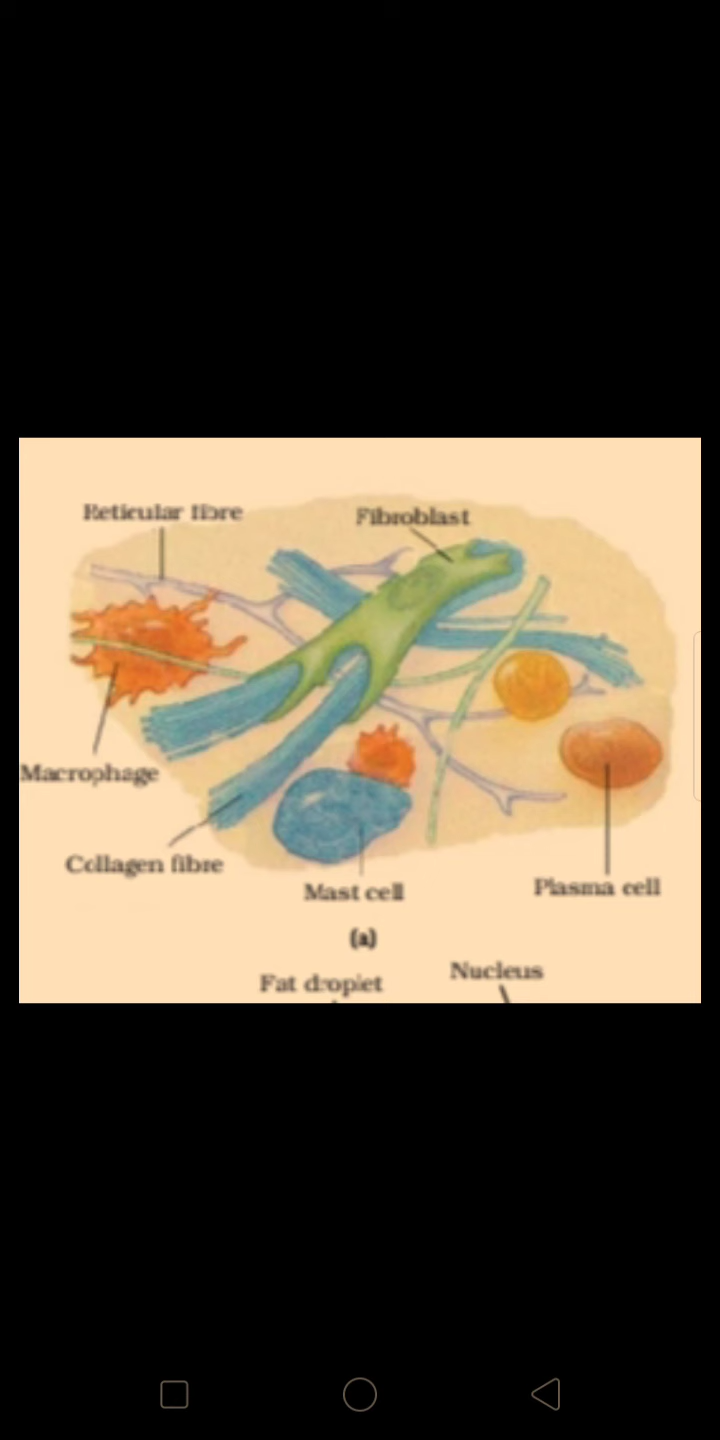 Reticular fibre
Fibroblast
Macrophage
Collagen fibre
Mast cell
Plasma cell
(a)
Fat droplet
Nucleus